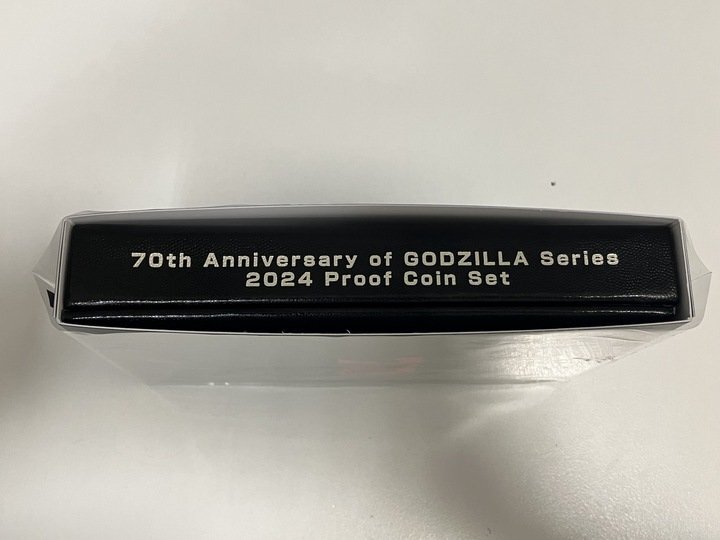 70th Anniversary of GODZILLA Series
2024 Proof Coin Set